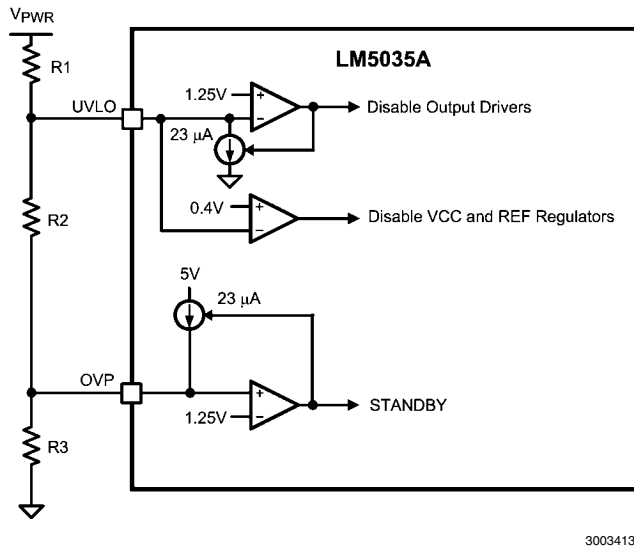 VPWR
R1
LM5035A
1.25V
+
−
Disable Output Drivers
UVLO
23 μA
0.4V
+
−
Disable VCC and REF Regulators
R2
5V
23 μA
OVP
+
−
1.25V
STANDBY
R3
3003413